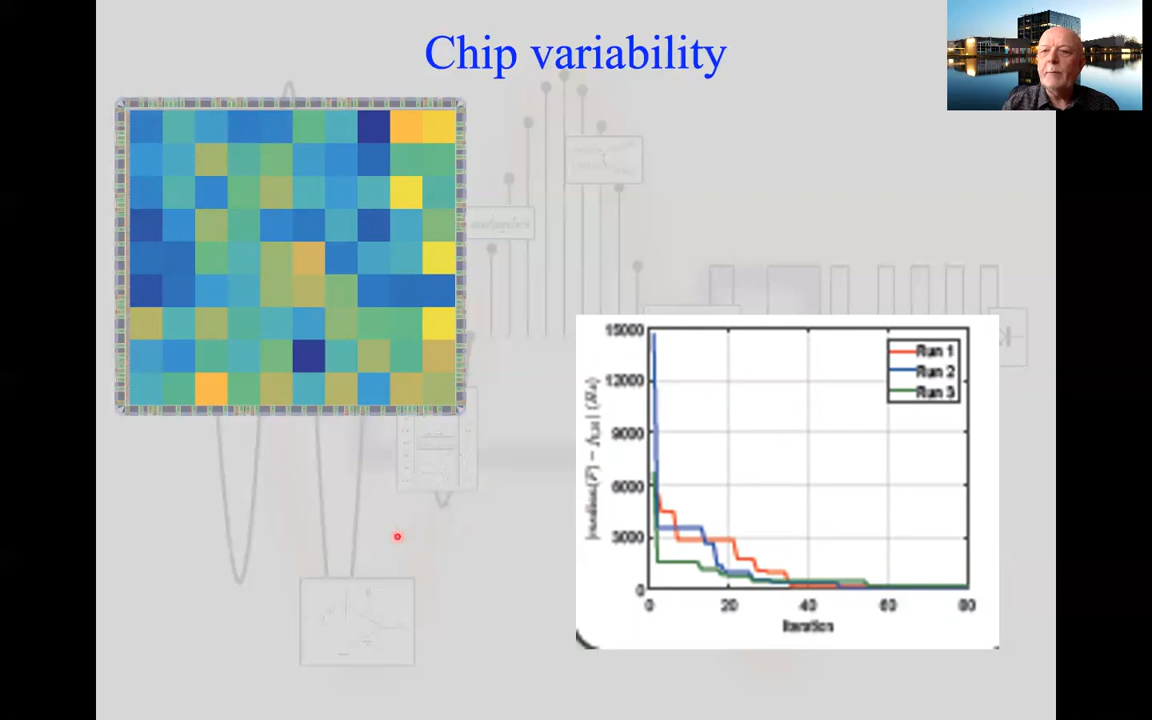 Chip variability
15000
12000
9000
6000
3000
0
0 20 40 60 80
Iteration
Run 1
Run 2
Run 3